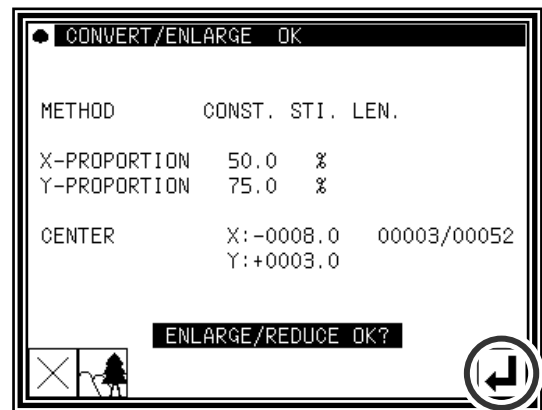 CONVERT/ENLARGE OK
METHOD CONST. STI. LEN.
X-PROPORTION 50.0 %
Y-PROPORTION 75.0 %
CENTER X:-0008.0 00003/00052
Y:+0003.0
ENLARGE/REDUCE OK?